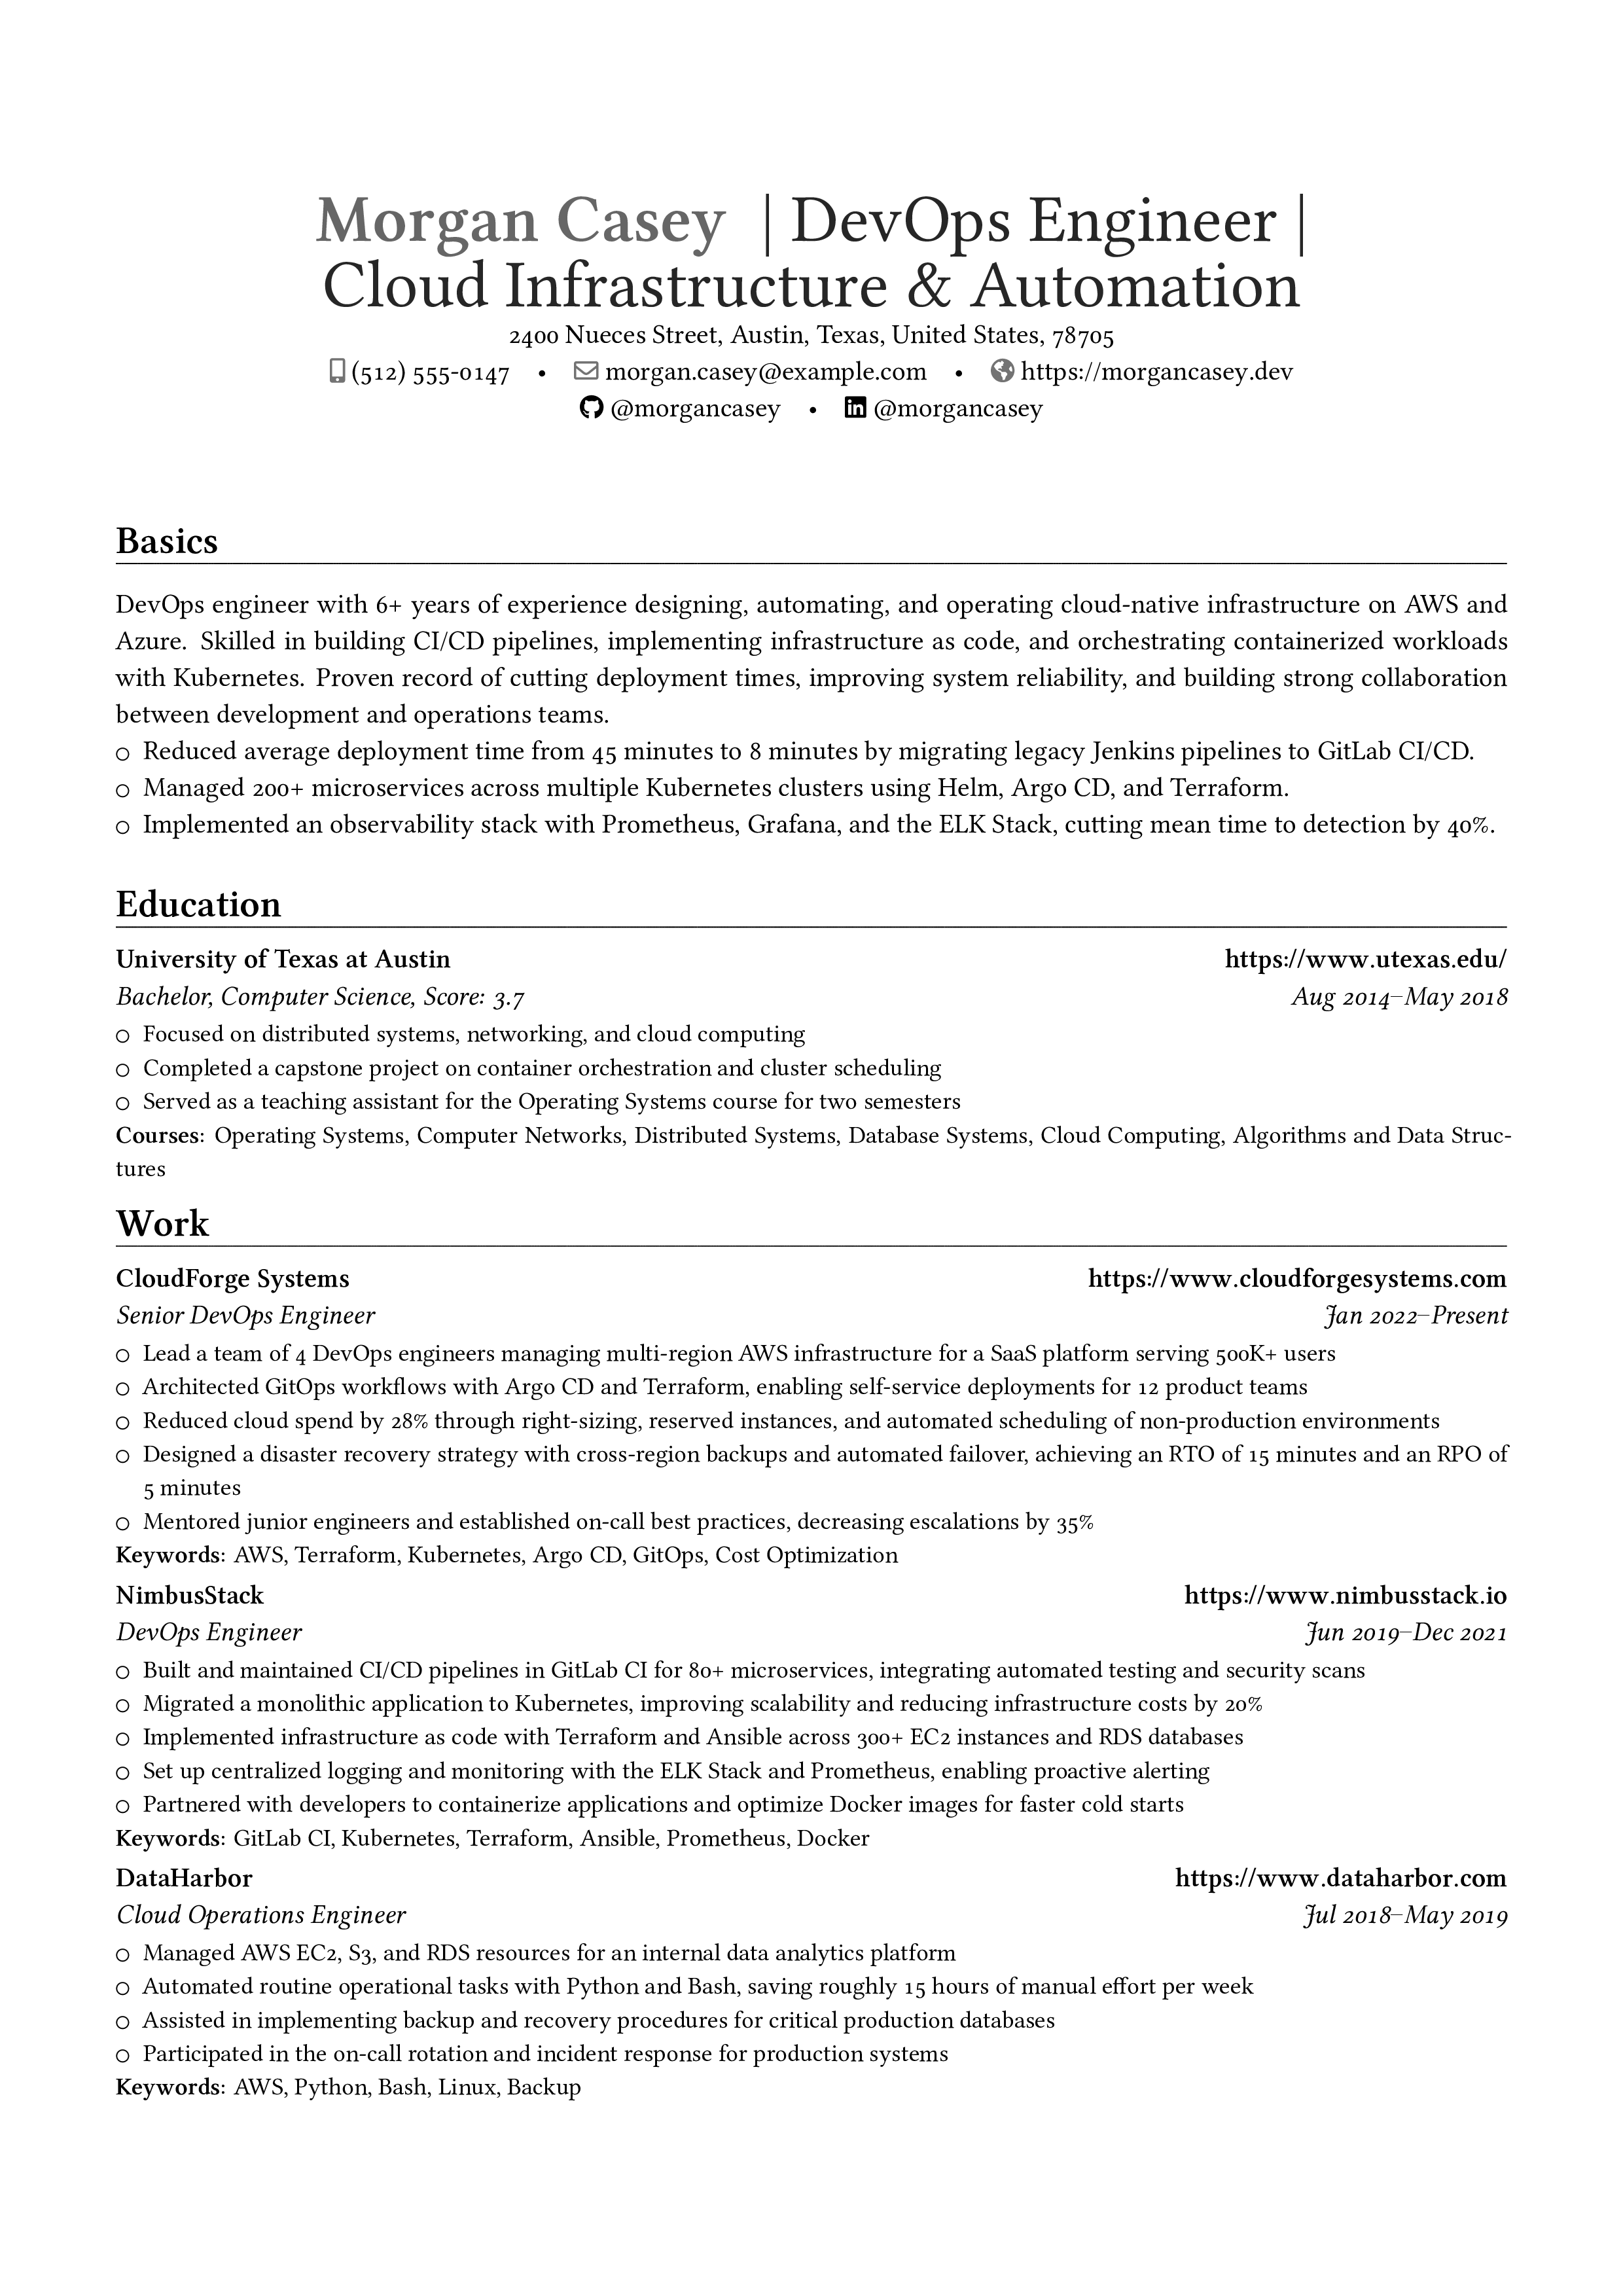 Morgan Casey | DevOps Engineer |
Cloud Infrastructure & Automation
2400 Nueces Street, Austin, Texas, United States, 78705
(512) 555-0147 • morgan.casey@example.com • https://morgancasey.dev
@morgancasey • @morgancasey
Basics
DevOps engineer with 6+ years of experience designing, automating, and operating cloud-native infrastructure on AWS and
Azure. Skilled in building CI/CD pipelines, implementing infrastructure as code, and orchestrating containerized workloads
with Kubernetes. Proven record of cutting deployment times, improving system reliability, and building strong collaboration
between development and operations teams.
○ Reduced average deployment time from 45 minutes to 8 minutes by migrating legacy Jenkins pipelines to GitLab CI/CD.
○ Managed 200+ microservices across multiple Kubernetes clusters using Helm, Argo CD, and Terraform.
○ Implemented an observability stack with Prometheus, Grafana, and the ELK Stack, cutting mean time to detection by 40%.
Education
University of Texas at Austin https://www.utexas.edu/
Bachelor, Computer Science, Score: 3.7 Aug 2014–May 2018
○ Focused on distributed systems, networking, and cloud computing
○ Completed a capstone project on container orchestration and cluster scheduling
○ Served as a teaching assistant for the Operating Systems course for two semesters
Courses: Operating Systems, Computer Networks, Distributed Systems, Database Systems, Cloud Computing, Algorithms and Data Struc-
tures
Work
CloudForge Systems https://www.cloudforgesystems.com
Senior DevOps Engineer Jan 2022–Present
○ Lead a team of 4 DevOps engineers managing multi-region AWS infrastructure for a SaaS platform serving 500K+ users
○ Architected GitOps workflows with Argo CD and Terraform, enabling self-service deployments for 12 product teams
○ Reduced cloud spend by 28% through right-sizing, reserved instances, and automated scheduling of non-production environments
○ Designed a disaster recovery strategy with cross-region backups and automated failover, achieving an RTO of 15 minutes and an RPO of
5 minutes
○ Mentored junior engineers and established on-call best practices, decreasing escalations by 35%
Keywords: AWS, Terraform, Kubernetes, Argo CD, GitOps, Cost Optimization
NimbusStack https://www.nimbusstack.io
DevOps Engineer Jun 2019–Dec 2021
○ Built and maintained CI/CD pipelines in GitLab CI for 80+ microservices, integrating automated testing and security scans
○ Migrated a monolithic application to Kubernetes, improving scalability and reducing infrastructure costs by 20%
○ Implemented infrastructure as code with Terraform and Ansible across 300+ EC2 instances and RDS databases
○ Set up centralized logging and monitoring with the ELK Stack and Prometheus, enabling proactive alerting
○ Partnered with developers to containerize applications and optimize Docker images for faster cold starts
Keywords: GitLab CI, Kubernetes, Terraform, Ansible, Prometheus, Docker
DataHarbor https://www.dataharbor.com
Cloud Operations Engineer Jul 2018–May 2019
○ Managed AWS EC2, S3, and RDS resources for an internal data analytics platform
○ Automated routine operational tasks with Python and Bash, saving roughly 15 hours of manual effort per week
○ Assisted in implementing backup and recovery procedures for critical production databases
○ Participated in the on-call rotation and incident response for production systems
Keywords: AWS, Python, Bash, Linux, Backup